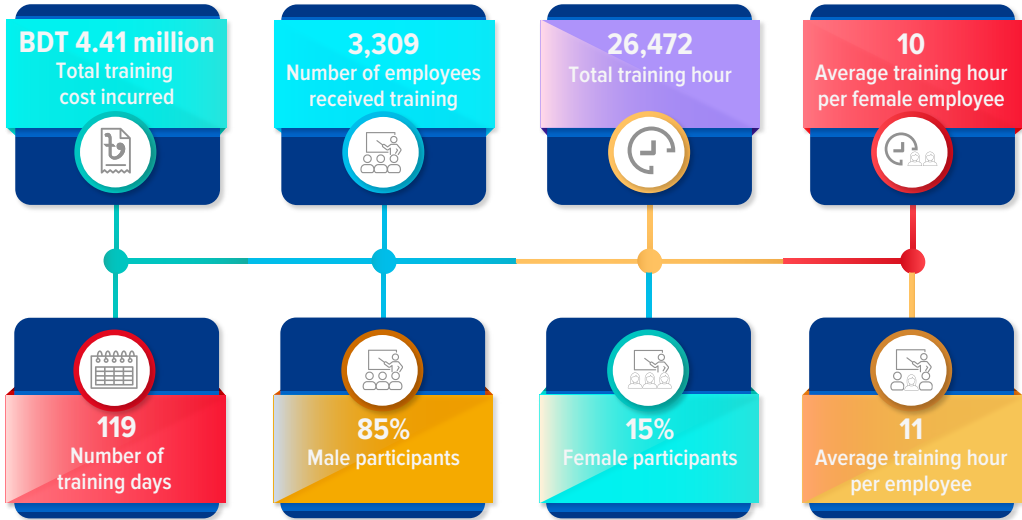 BDT 4.41 million
Total training
cost incurred
3,309
Number of employees
received training
26,472
Total training hour
10
Average training hour
per female employee
119
Number of
training days
85%
Male participants
15%
Female participants
11
Average training hour
per employee